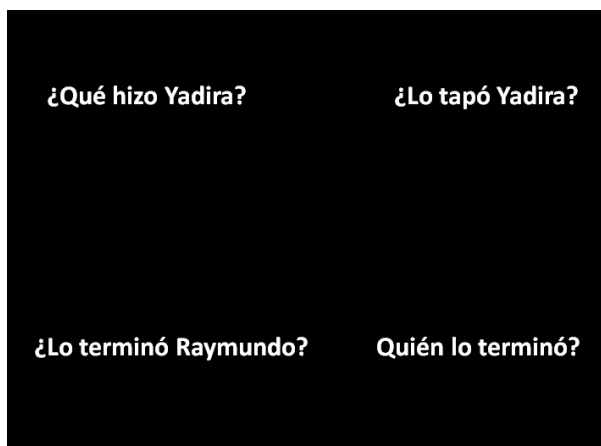 ¿Qué hizo Yadira?
¿Lo tapó Yadira?
¿Lo terminó Raymundo?
Quién lo terminó?